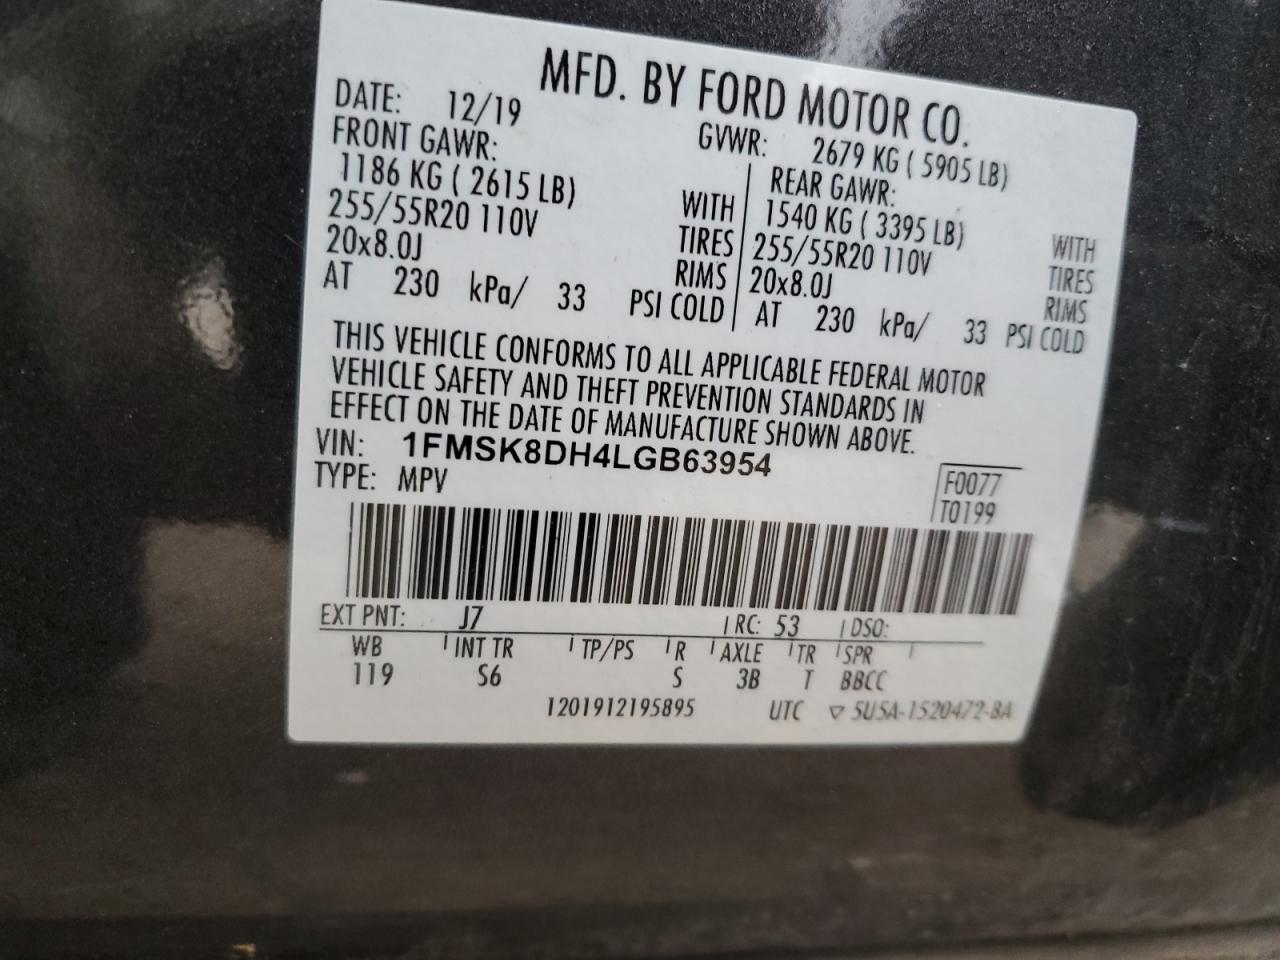 MFD. BY FORD MOTOR CO.
DATE: 12/19 GVWR: 2679 KG ( 5905 LB)
FRONT GAWR: REAR GAWR:
1186 KG ( 2615 LB) WITH 1540 KG ( 3395 LB) WITH
255/55R20 110V TIRES 255/55R20 110V TIRES
20x8.0J RIMS 20x8.0J RIMS
AT 230 kPa/ 33 PSI COLD AT 230 kPa/ 33 PSI COLD
THIS VEHICLE CONFORMS TO ALL APPLICABLE FEDERAL MOTOR
VEHICLE SAFETY AND THEFT PREVENTION STANDARDS IN
EFFECT ON THE DATE OF MANUFACTURE SHOWN ABOVE.
VIN: 1FMSK8DH4LGB63954
TYPE: MPV F0077
T0199
EXT PNT: J7 RC: 53 DSO:
WB INT TR TP/PS R AXLE TR SPR
119 S6 S 3B T BBCC
1201912195895 UTC ▽ 5U5A-1520472-BA